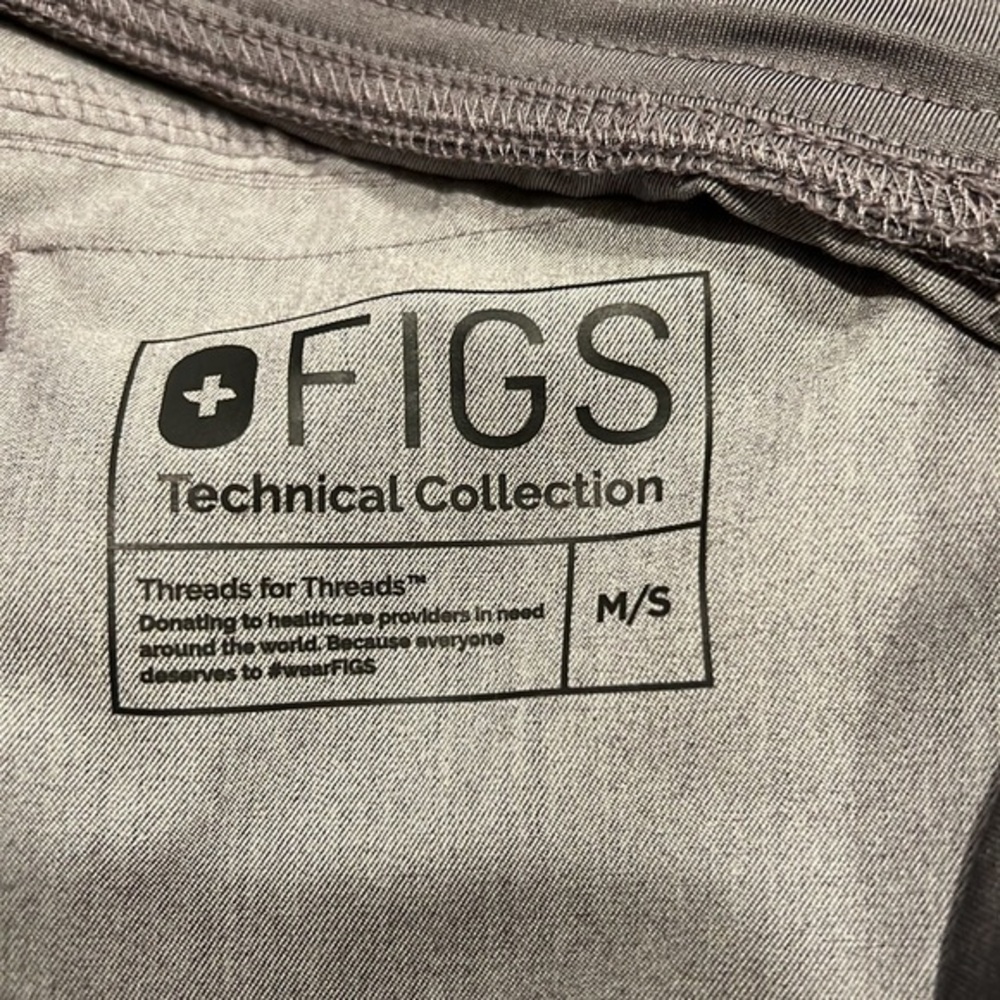 FIGS
Technical Collection
Threads for Threads™
Donating to healthcare providers in need
around the world. Because everyone
deserves to #wearFIGS
M/S